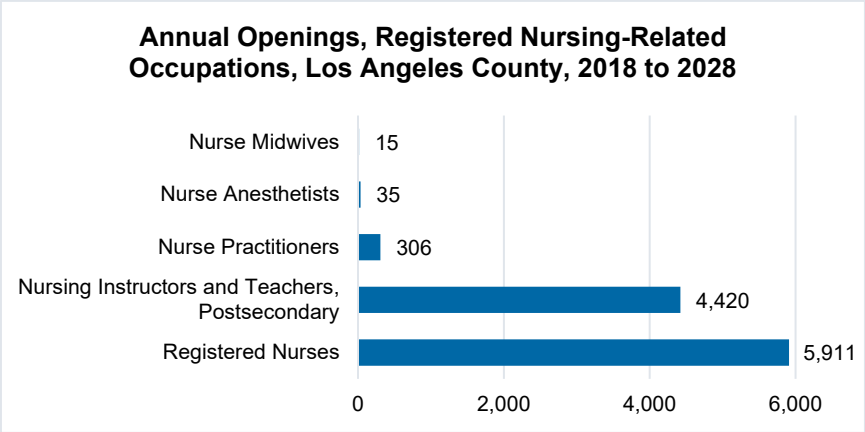 Annual Openings, Registered Nursing-Related
Occupations, Los Angeles County, 2018 to 2028
Nurse Midwives 15
Nurse Anesthetists 35
Nurse Practitioners 306
Nursing Instructors and Teachers,
Postsecondary 4,420
Registered Nurses 5,911
0 2,000 4,000 6,000